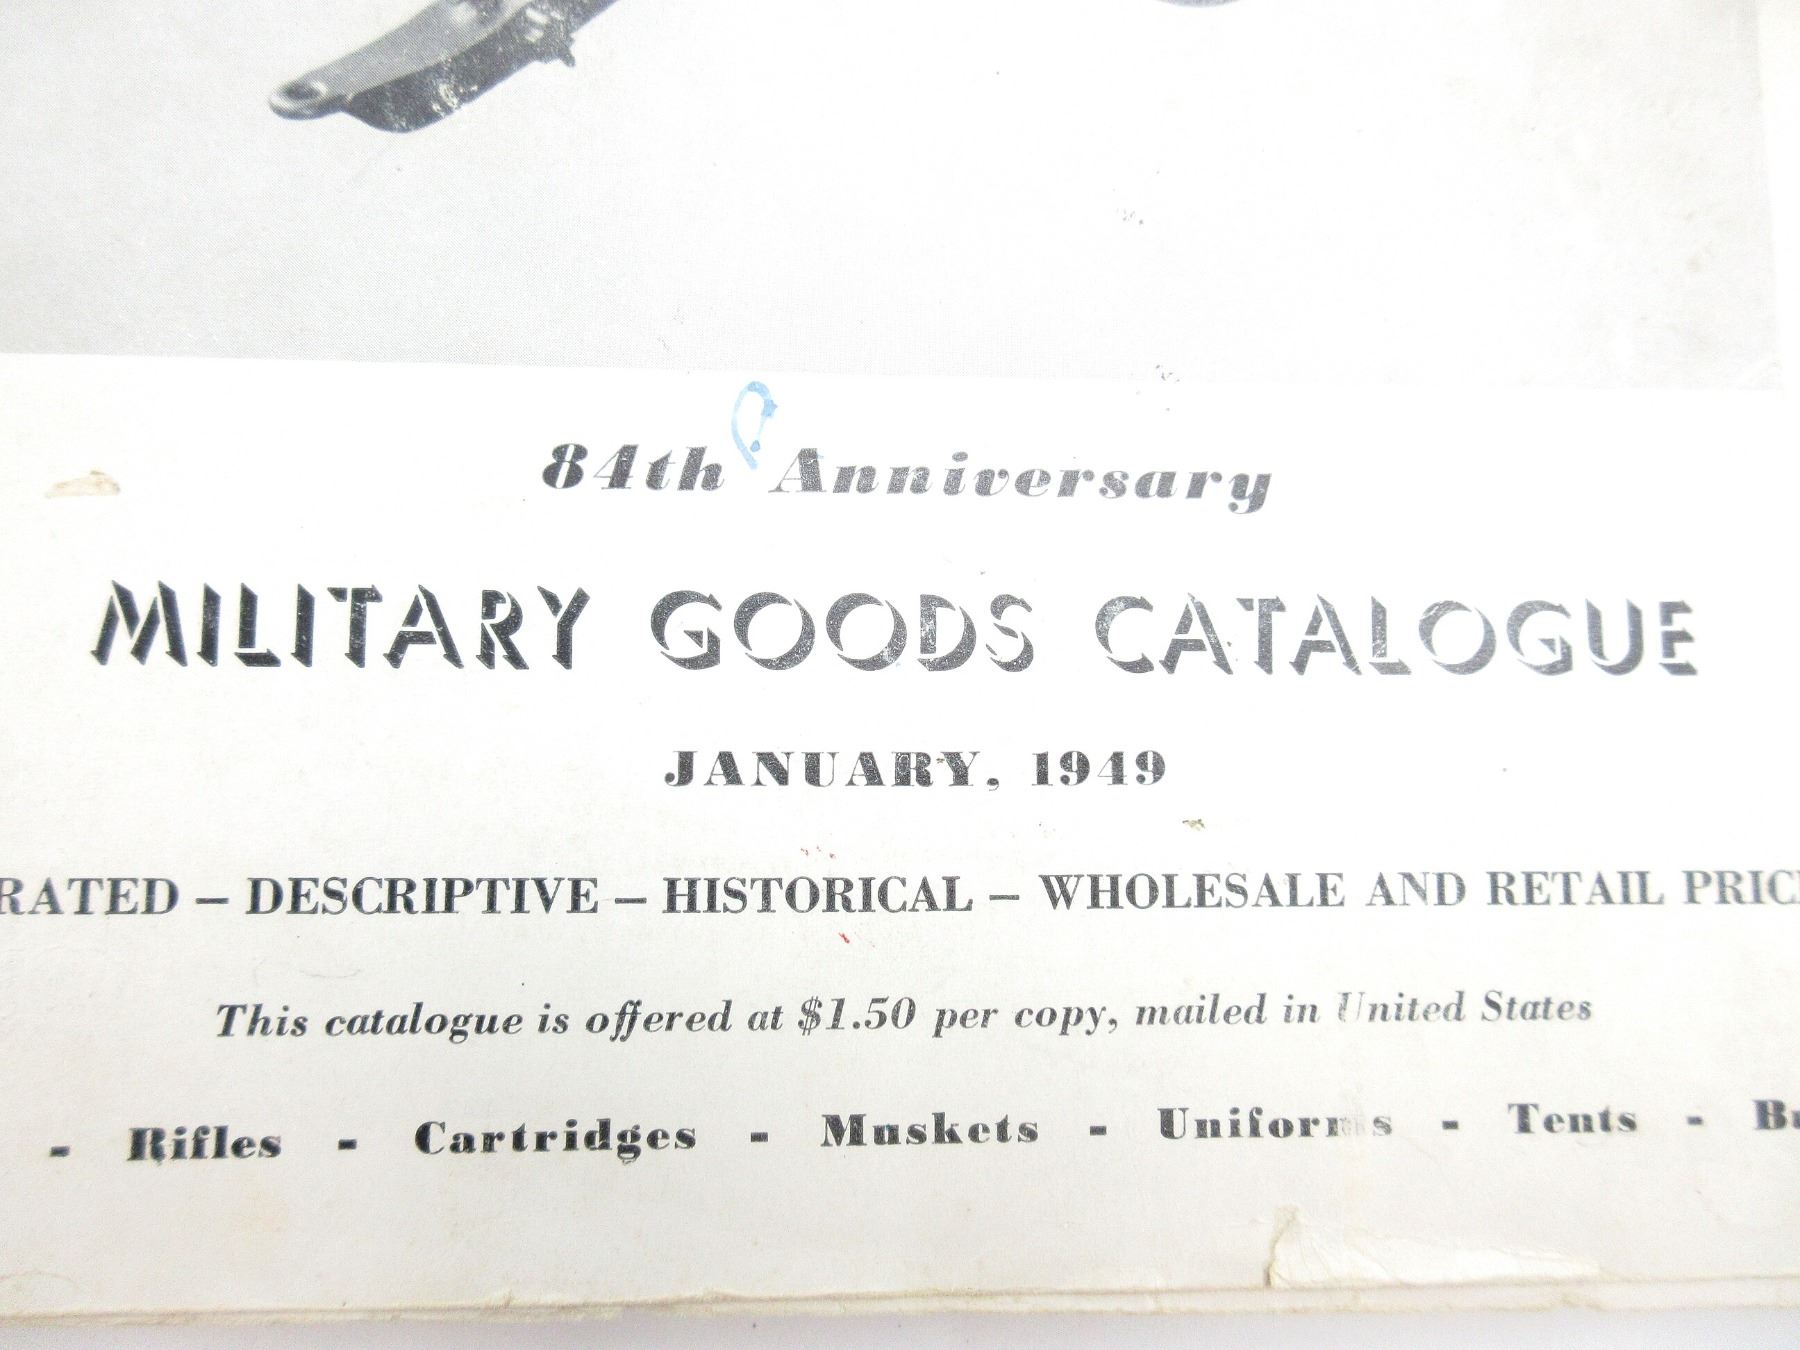 84th Anniversary
MILITARY GOODS CATALOGUE
JANUARY, 1949
RATED – DESCRIPTIVE – HISTORICAL – WHOLESALE AND RETAIL PRIC
This catalogue is offered at $1.50 per copy, mailed in United States
- Rifles - Cartridges - Muskets - Uniforms - Tents - Bu